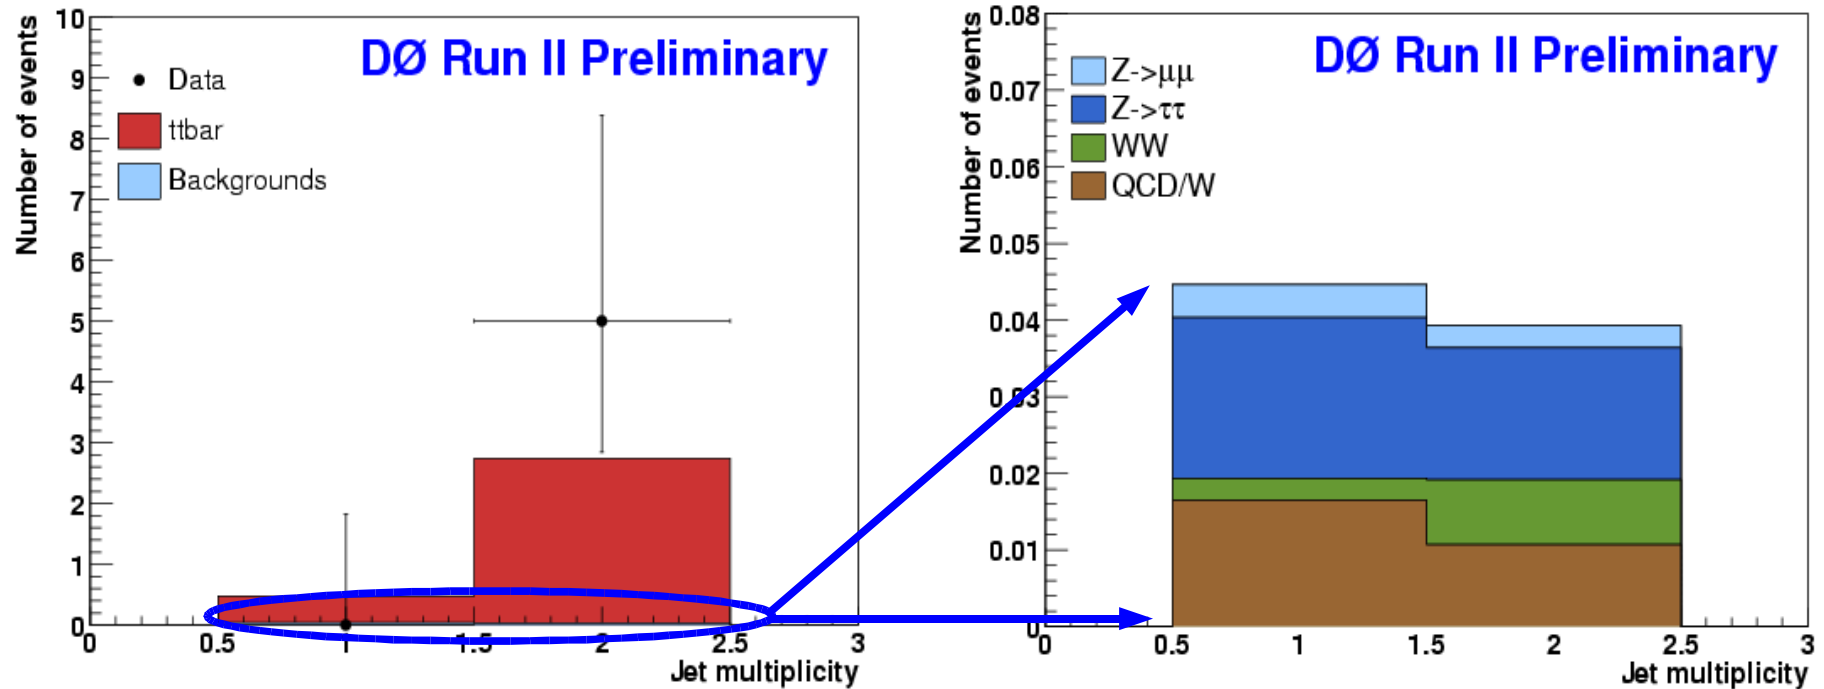 Number of events
10
9
8
7
6
5
4
3
2
1
0
DØ Run II Preliminary
Data
ttbar
Backgrounds
0 0.5 1 1.5 2 2.5 3
Jet multiplicity
Number of events
0.08
0.07
0.06
0.05
0.04
0.03
0.02
0.01
0
DØ Run II Preliminary
Z->μμ
Z->ττ
WW
QCD/W
0 0.5 1 1.5 2 2.5 3
Jet multiplicity